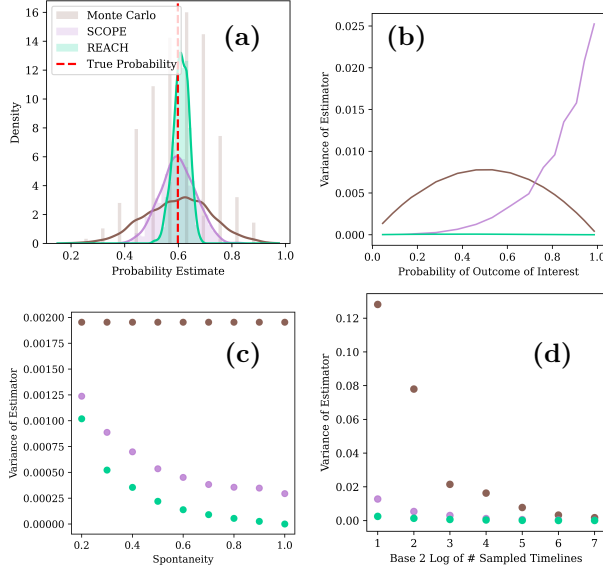 Monte Carlo
SCOPE
REACH
True Probability
(a)
Density
16
14
12
10
8
6
4
2
0
0.2 0.4 0.6 0.8 1.0
Probability Estimate
(b)
Variance of Estimator
0.025
0.020
0.015
0.010
0.005
0.000
0.0 0.2 0.4 0.6 0.8 1.0
Probability of Outcome of Interest
(c)
Variance of Estimator
0.00200
0.00175
0.00150
0.00125
0.00100
0.00075
0.00050
0.00025
0.00000
0.2 0.4 0.6 0.8 1.0
Spontaneity
(d)
Variance of Estimator
0.12
0.10
0.08
0.06
0.04
0.02
0.00
1 2 3 4 5 6 7
Base 2 Log of # Sampled Timelines